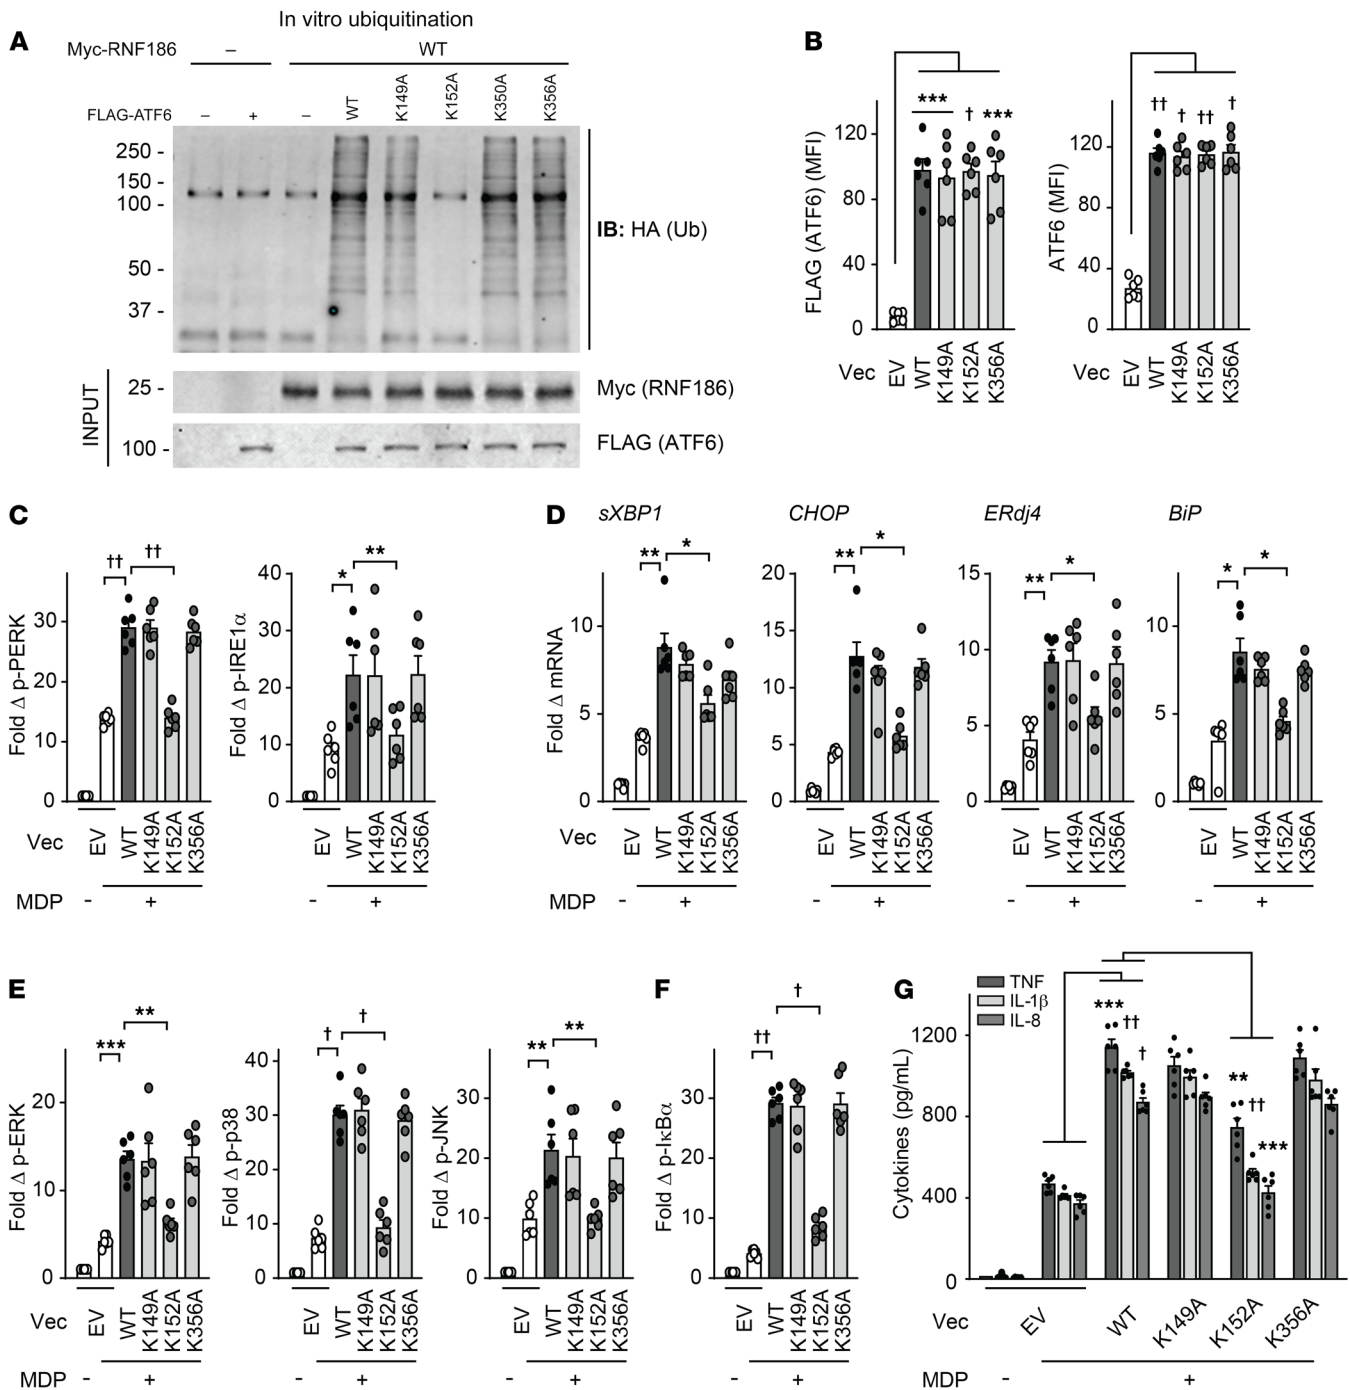 A
In vitro ubiquitination
Myc-RNF186 – WT
FLAG-ATF6 – + – WT K149A K152A K350A K356A
250 -
150 -
100 -
50 -
37 -
IB: HA (Ub)
INPUT
25 -
Myc (RNF186)
100 -
FLAG (ATF6)
B
FLAG (ATF6) (MFI)
*** † ***
120
80
40
0
Vec EV WT K149A K152A K356A
ATF6 (MFI)
†† † †† †
120
80
40
0
Vec EV WT K149A K152A K356A
C
Fold Δ p-PERK
†† ††
30
20
10
0
Vec EV WT K149A K152A K356A
MDP - +
Fold Δ p-IRE1α
* **
40
30
20
10
0
EV WT K149A K152A K356A
- +
D
sXBP1 CHOP ERdj4 BiP
Fold Δ mRNA
** *
10
5
0
Vec EV WT K149A K152A K356A
MDP - +
** *
20
15
10
5
0
EV WT K149A K152A K356A
- +
** *
15
10
5
0
EV WT K149A K152A K356A
- +
* *
10
5
0
EV WT K149A K152A K356A
- +
E
Fold Δ p-ERK
*** **
20
10
0
Vec EV WT K149A K152A K356A
MDP - +
Fold Δ p-p38
† †
40
30
20
10
0
EV WT K149A K152A K356A
- +
Fold Δ p-JNK
** **
30
20
10
0
EV WT K149A K152A K356A
- +
F
Fold Δ p-IκBα
†† †
30
20
10
0
EV WT K149A K152A K356A
- +
G
TNF
IL-1β
IL-8
Cytokines (pg/mL)
*** †† †
** †† ***
1200
800
400
0
Vec EV WT K149A K152A K356A
MDP - +